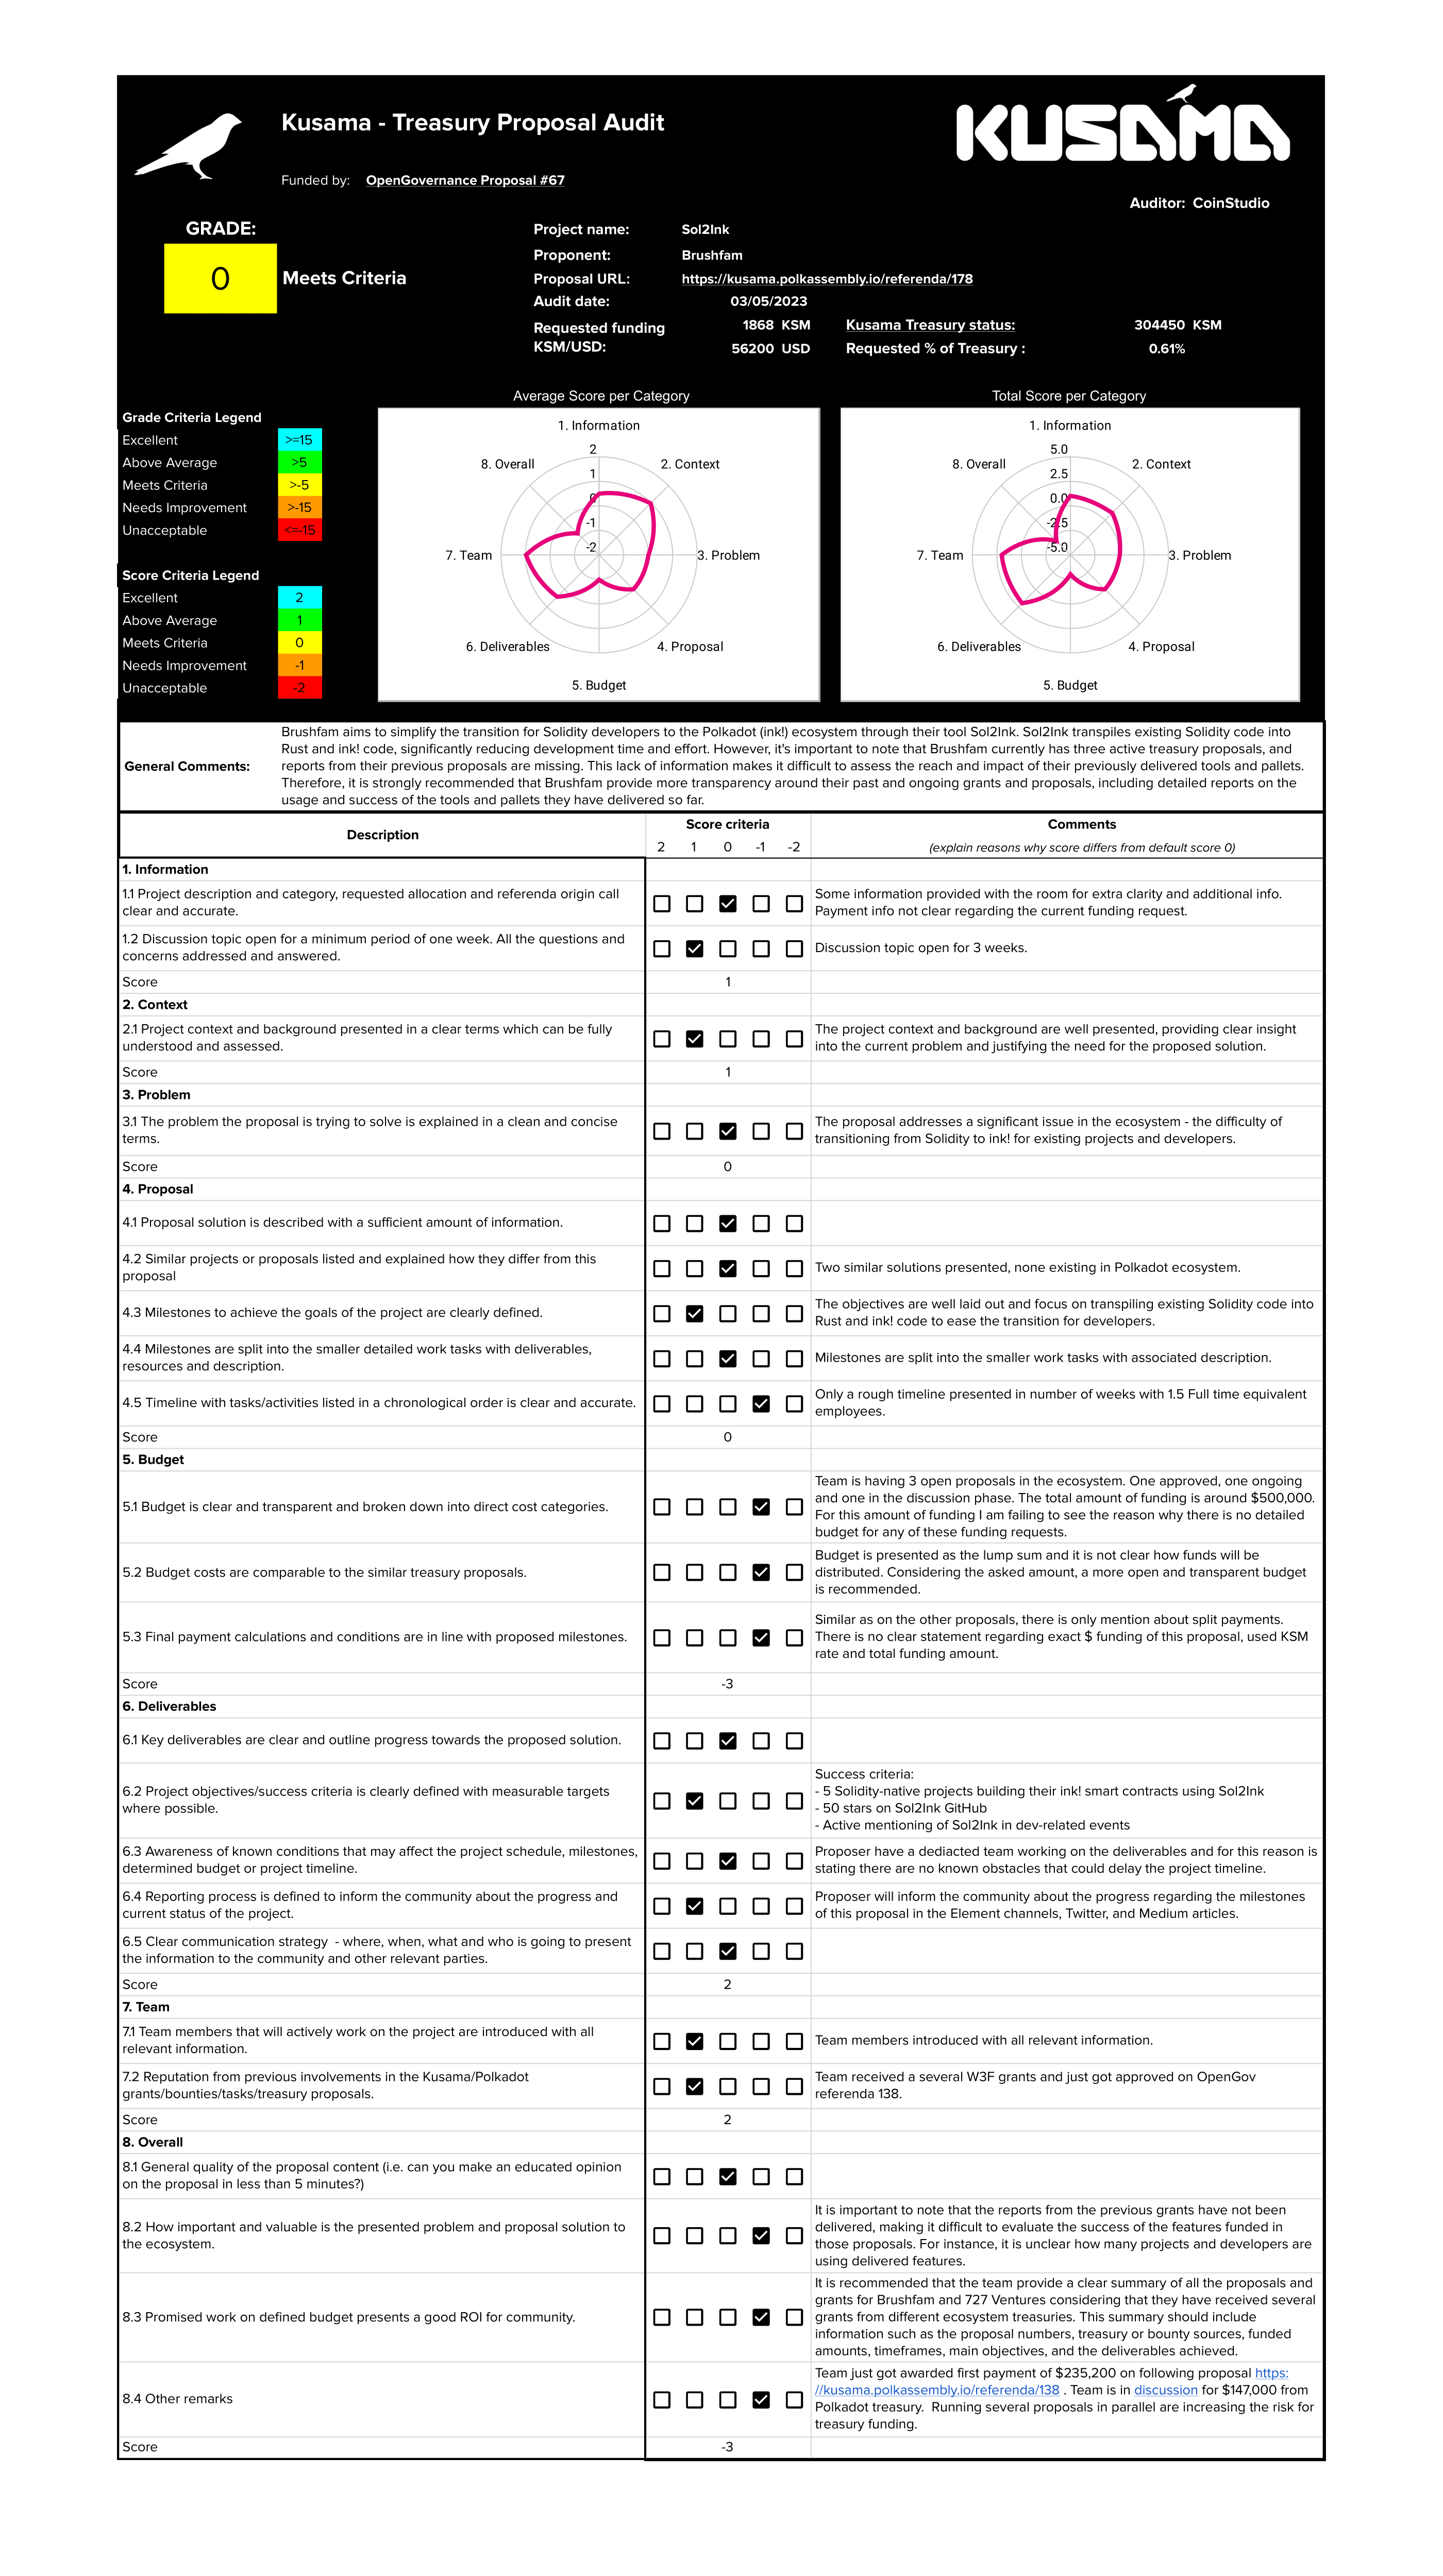 Kusama - Treasury Proposal Audit
KUSAMA
Funded by: OpenGovernance Proposal #67
Auditor: CoinStudio
GRADE:
0
Meets Criteria
Project name: Sol2Ink
Proponent: Brushfam
Proposal URL: https://kusama.polkassembly.io/referenda/178
Audit date: 03/05/2023
Requested funding KSM/USD:
1868 KSM
56200 USD
Kusama Treasury status: 304450 KSM
Requested % of Treasury : 0.61%
Grade Criteria Legend
Excellent >=15
Above Average >5
Meets Criteria >-5
Needs Improvement >-15
Unacceptable <=-15
Score Criteria Legend
Excellent 2
Above Average 1
Meets Criteria 0
Needs Improvement -1
Unacceptable -2
Average Score per Category
1. Information
2. Context
3. Problem
4. Proposal
5. Budget
6. Deliverables
7. Team
8. Overall
2
1
0
-1
-2
Total Score per Category
1. Information
2. Context
3. Problem
4. Proposal
5. Budget
6. Deliverables
7. Team
8. Overall
5.0
2.5
0.0
-2.5
-5.0
General Comments:
Brushfam aims to simplify the transition for Solidity developers to the Polkadot (ink!) ecosystem through their tool Sol2Ink. Sol2Ink transpiles existing Solidity code into
Rust and ink! code, significantly reducing development time and effort. However, it's important to note that Brushfam currently has three active treasury proposals, and
reports from their previous proposals are missing. This lack of information makes it difficult to assess the reach and impact of their previously delivered tools and pallets.
Therefore, it is strongly recommended that Brushfam provide more transparency around their past and ongoing grants and proposals, including detailed reports on the
usage and success of the tools and pallets they have delivered so far.
Description
Score criteria
2 1 0 -1 -2
Comments
(explain reasons why score differs from default score 0)
1. Information
1.1 Project description and category, requested allocation and referenda origin call
clear and accurate.
Some information provided with the room for extra clarity and additional info.
Payment info not clear regarding the current funding request.
1.2 Discussion topic open for a minimum period of one week. All the questions and
concerns addressed and answered.
Discussion topic open for 3 weeks.
Score 1
2. Context
2.1 Project context and background presented in a clear terms which can be fully
understood and assessed.
The project context and background are well presented, providing clear insight
into the current problem and justifying the need for the proposed solution.
Score 1
3. Problem
3.1 The problem the proposal is trying to solve is explained in a clean and concise
terms.
The proposal addresses a significant issue in the ecosystem - the difficulty of
transitioning from Solidity to ink! for existing projects and developers.
Score 0
4. Proposal
4.1 Proposal solution is described with a sufficient amount of information.
4.2 Similar projects or proposals listed and explained how they differ from this
proposal
Two similar solutions presented, none existing in Polkadot ecosystem.
4.3 Milestones to achieve the goals of the project are clearly defined.
The objectives are well laid out and focus on transpiling existing Solidity code into
Rust and ink! code to ease the transition for developers.
4.4 Milestones are split into the smaller detailed work tasks with deliverables,
resources and description.
Milestones are split into the smaller work tasks with associated description.
4.5 Timeline with tasks/activities listed in a chronological order is clear and accurate.
Only a rough timeline presented in number of weeks with 1.5 Full time equivalent
employees.
Score 0
5. Budget
5.1 Budget is clear and transparent and broken down into direct cost categories.
Team is having 3 open proposals in the ecosystem. One approved, one ongoing
and one in the discussion phase. The total amount of funding is around $500,000.
For this amount of funding I am failing to see the reason why there is no detailed
budget for any of these funding requests.
5.2 Budget costs are comparable to the similar treasury proposals.
Budget is presented as the lump sum and it is not clear how funds will be
distributed. Considering the asked amount, a more open and transparent budget
is recommended.
5.3 Final payment calculations and conditions are in line with proposed milestones.
Similar as on the other proposals, there is only mention about split payments.
There is no clear statement regarding exact $ funding of this proposal, used KSM
rate and total funding amount.
Score -3
6. Deliverables
6.1 Key deliverables are clear and outline progress towards the proposed solution.
6.2 Project objectives/success criteria is clearly defined with measurable targets
where possible.
Success criteria:
- 5 Solidity-native projects building their ink! smart contracts using Sol2Ink
- 50 stars on Sol2Ink GitHub
- Active mentioning of Sol2Ink in dev-related events
6.3 Awareness of known conditions that may affect the project schedule, milestones,
determined budget or project timeline.
Proposer have a dediacted team working on the deliverables and for this reason is
stating there are no known obstacles that could delay the project timeline.
6.4 Reporting process is defined to inform the community about the progress and
current status of the project.
Proposer will inform the community about the progress regarding the milestones
of this proposal in the Element channels, Twitter, and Medium articles.
6.5 Clear communication strategy - where, when, what and who is going to present
the information to the community and other relevant parties.
Score 2
7. Team
7.1 Team members that will actively work on the project are introduced with all
relevant information.
Team members introduced with all relevant information.
7.2 Reputation from previous involvements in the Kusama/Polkadot
grants/bounties/tasks/treasury proposals.
Team received a several W3F grants and just got approved on OpenGov
referenda 138.
Score 2
8. Overall
8.1 General quality of the proposal content (i.e. can you make an educated opinion
on the proposal in less than 5 minutes?)
8.2 How important and valuable is the presented problem and proposal solution to
the ecosystem.
It is important to note that the reports from the previous grants have not been
delivered, making it difficult to evaluate the success of the features funded in
those proposals. For instance, it is unclear how many projects and developers are
using delivered features.
8.3 Promised work on defined budget presents a good ROI for community.
It is recommended that the team provide a clear summary of all the proposals and
grants for Brushfam and 727 Ventures considering that they have received several
grants from different ecosystem treasuries. This summary should include
information such as the proposal numbers, treasury or bounty sources, funded
amounts, timeframes, main objectives, and the deliverables achieved.
8.4 Other remarks
Team just got awarded first payment of $235,200 on following proposal https:
//kusama.polkassembly.io/referenda/138 . Team is in discussion for $147,000 from
Polkadot treasury. Running several proposals in parallel are increasing the risk for
treasury funding.
Score -3